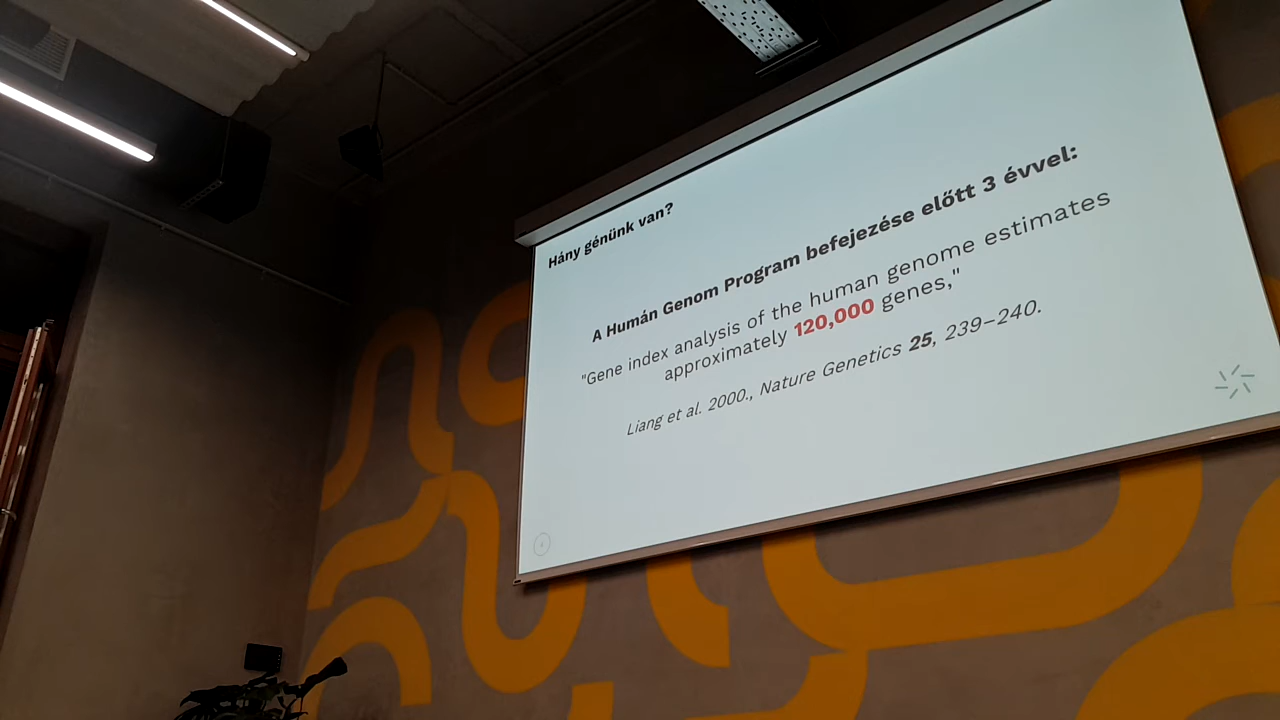 Hány génünk van?
A Humán Genom Program befejezése előtt 3 évvel:
"Gene index analysis of the human genome estimates
approximately 120,000 genes,"
Liang et al. 2000., Nature Genetics 25, 239–240.